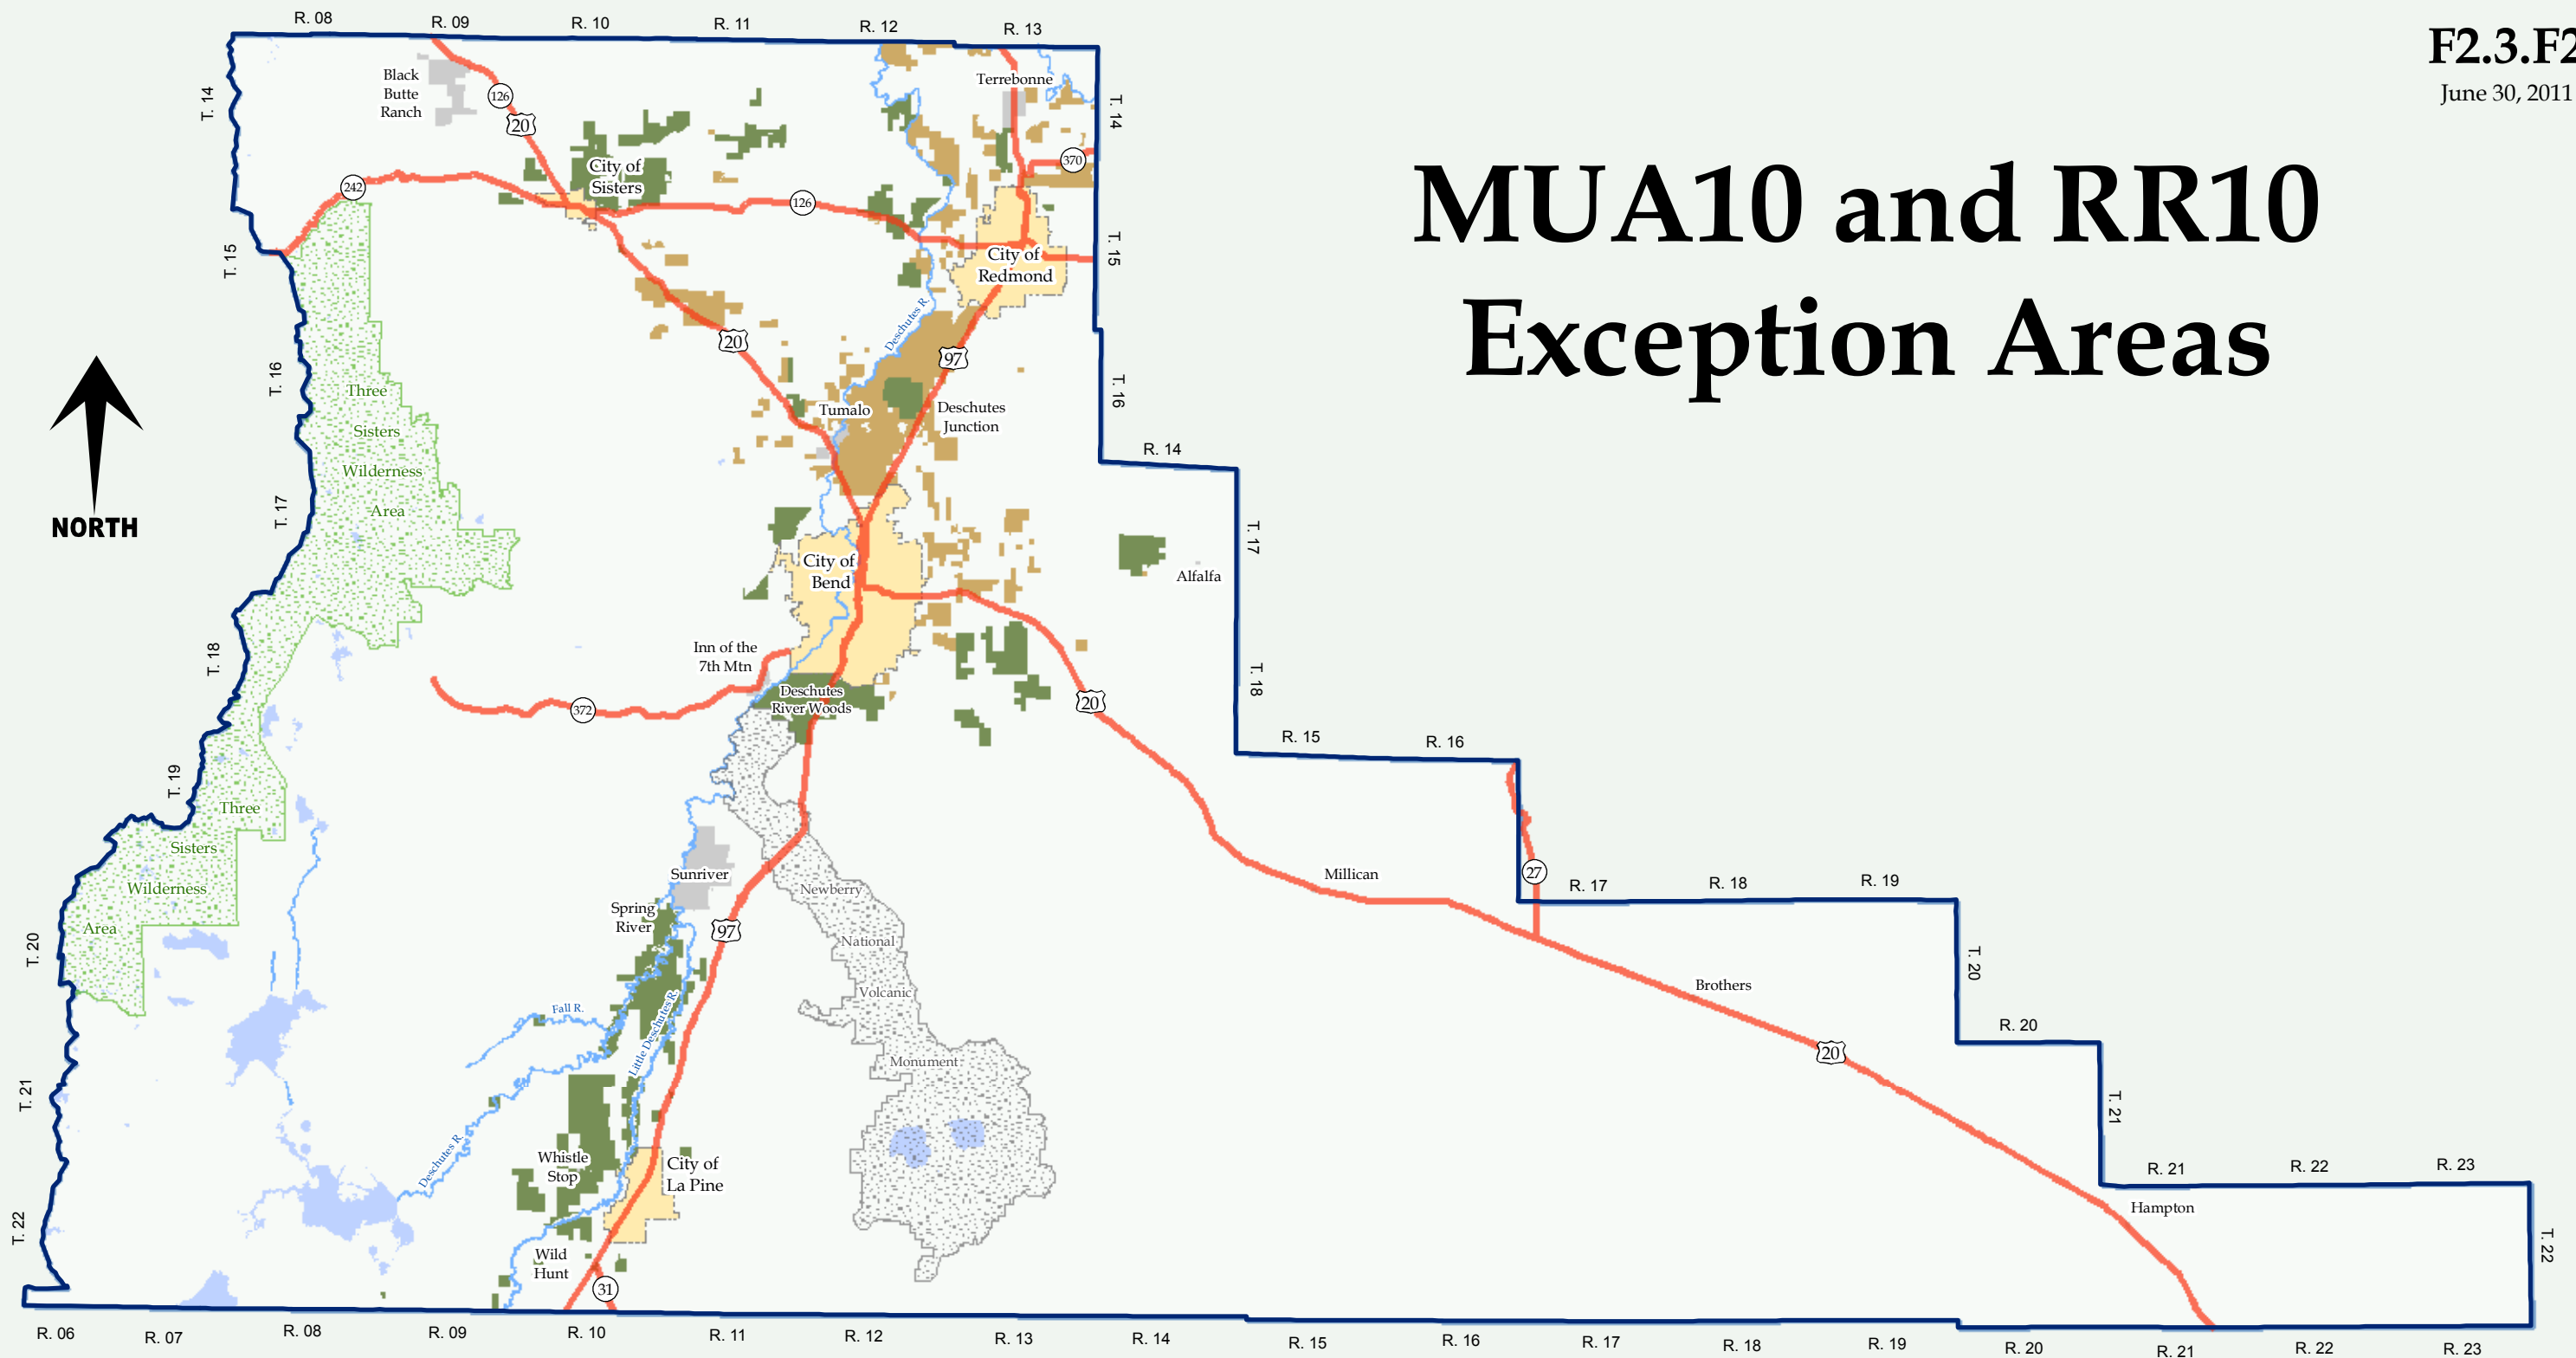 R. 08
R. 09
R. 10
R. 11
R. 12
R. 13
F2.3.F2
June 30, 2011
MUA10 and RR10
Exception Areas
T. 14
T. 15
T. 16
T. 17
T. 18
T. 19
T. 20
T. 21
T. 22
NORTH
Black
Butte
Ranch
126
20
242
City of
Sisters
126
Terrebonne
370
T. 14
T. 15
T. 16
City of
Redmond
Deschutes R.
20
97
Tumalo
Deschutes
Junction
R. 14
T. 17
T. 18
Three
Sisters
Wilderness
Area
City of
Bend
Alfalfa
Inn of the
7th Mtn
372
Deschutes
River Woods
20
R. 15
R. 16
Three
Sisters
Wilderness
Area
Sunriver
Spring
River
97
Newberry
National
Volcanic
Monument
Millican
27
R. 17
R. 18
R. 19
T. 20
Brothers
20
R. 20
T. 21
R. 21
R. 22
R. 23
Hampton
T. 22
Fall R.
Little Deschutes R.
Deschutes R.
Whistle
Stop
City of
La Pine
Wild
Hunt
31
R. 06
R. 07
R. 08
R. 09
R. 10
R. 11
R. 12
R. 13
R. 14
R. 15
R. 16
R. 17
R. 18
R. 19
R. 20
R. 21
R. 22
R. 23